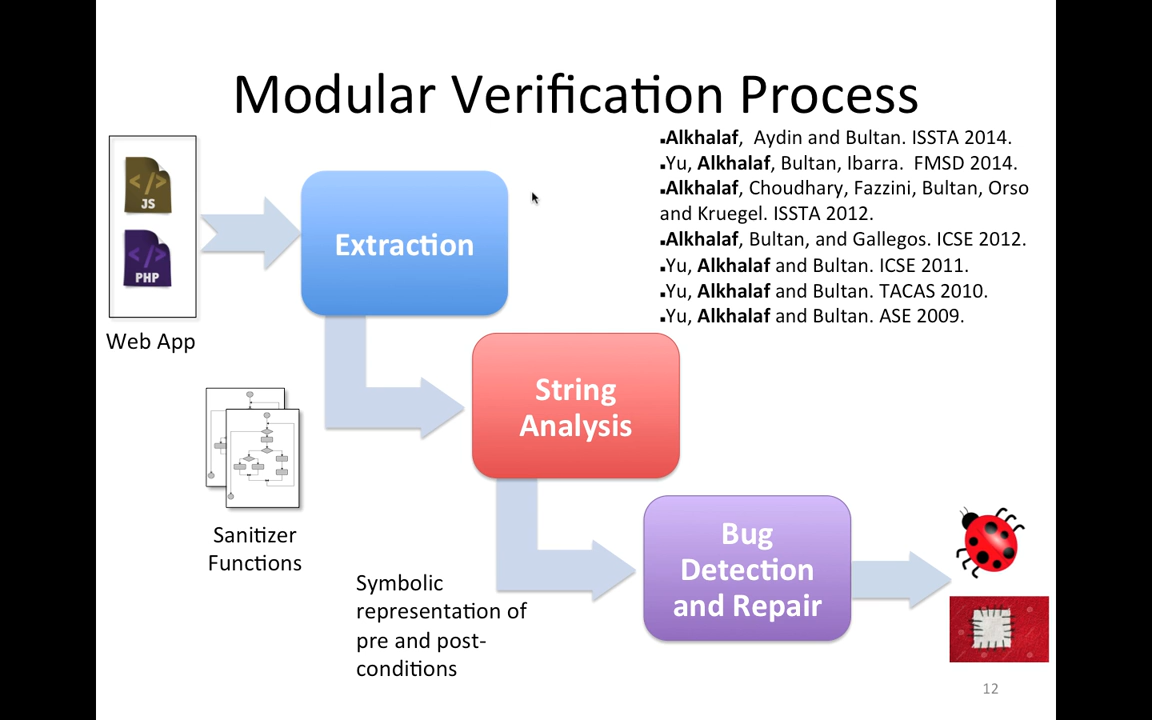 Modular Verification Process
▪Alkhalaf,  Aydin and Bultan. ISSTA 2014.
▪Yu, Alkhalaf, Bultan, Ibarra.  FMSD 2014.
▪Alkhalaf, Choudhary, Fazzini, Bultan, Orso
and Kruegel. ISSTA 2012.
▪Alkhalaf, Bultan, and Gallegos. ICSE 2012.
▪Yu, Alkhalaf and Bultan. ICSE 2011.
▪Yu, Alkhalaf and Bultan. TACAS 2010.
▪Yu, Alkhalaf and Bultan. ASE 2009.
</>
JS
</>
PHP
Web App
Extraction
String
Analysis
Sanitizer
Functions
Bug
Detection
and Repair
Symbolic
representation of
pre and post-
conditions
12